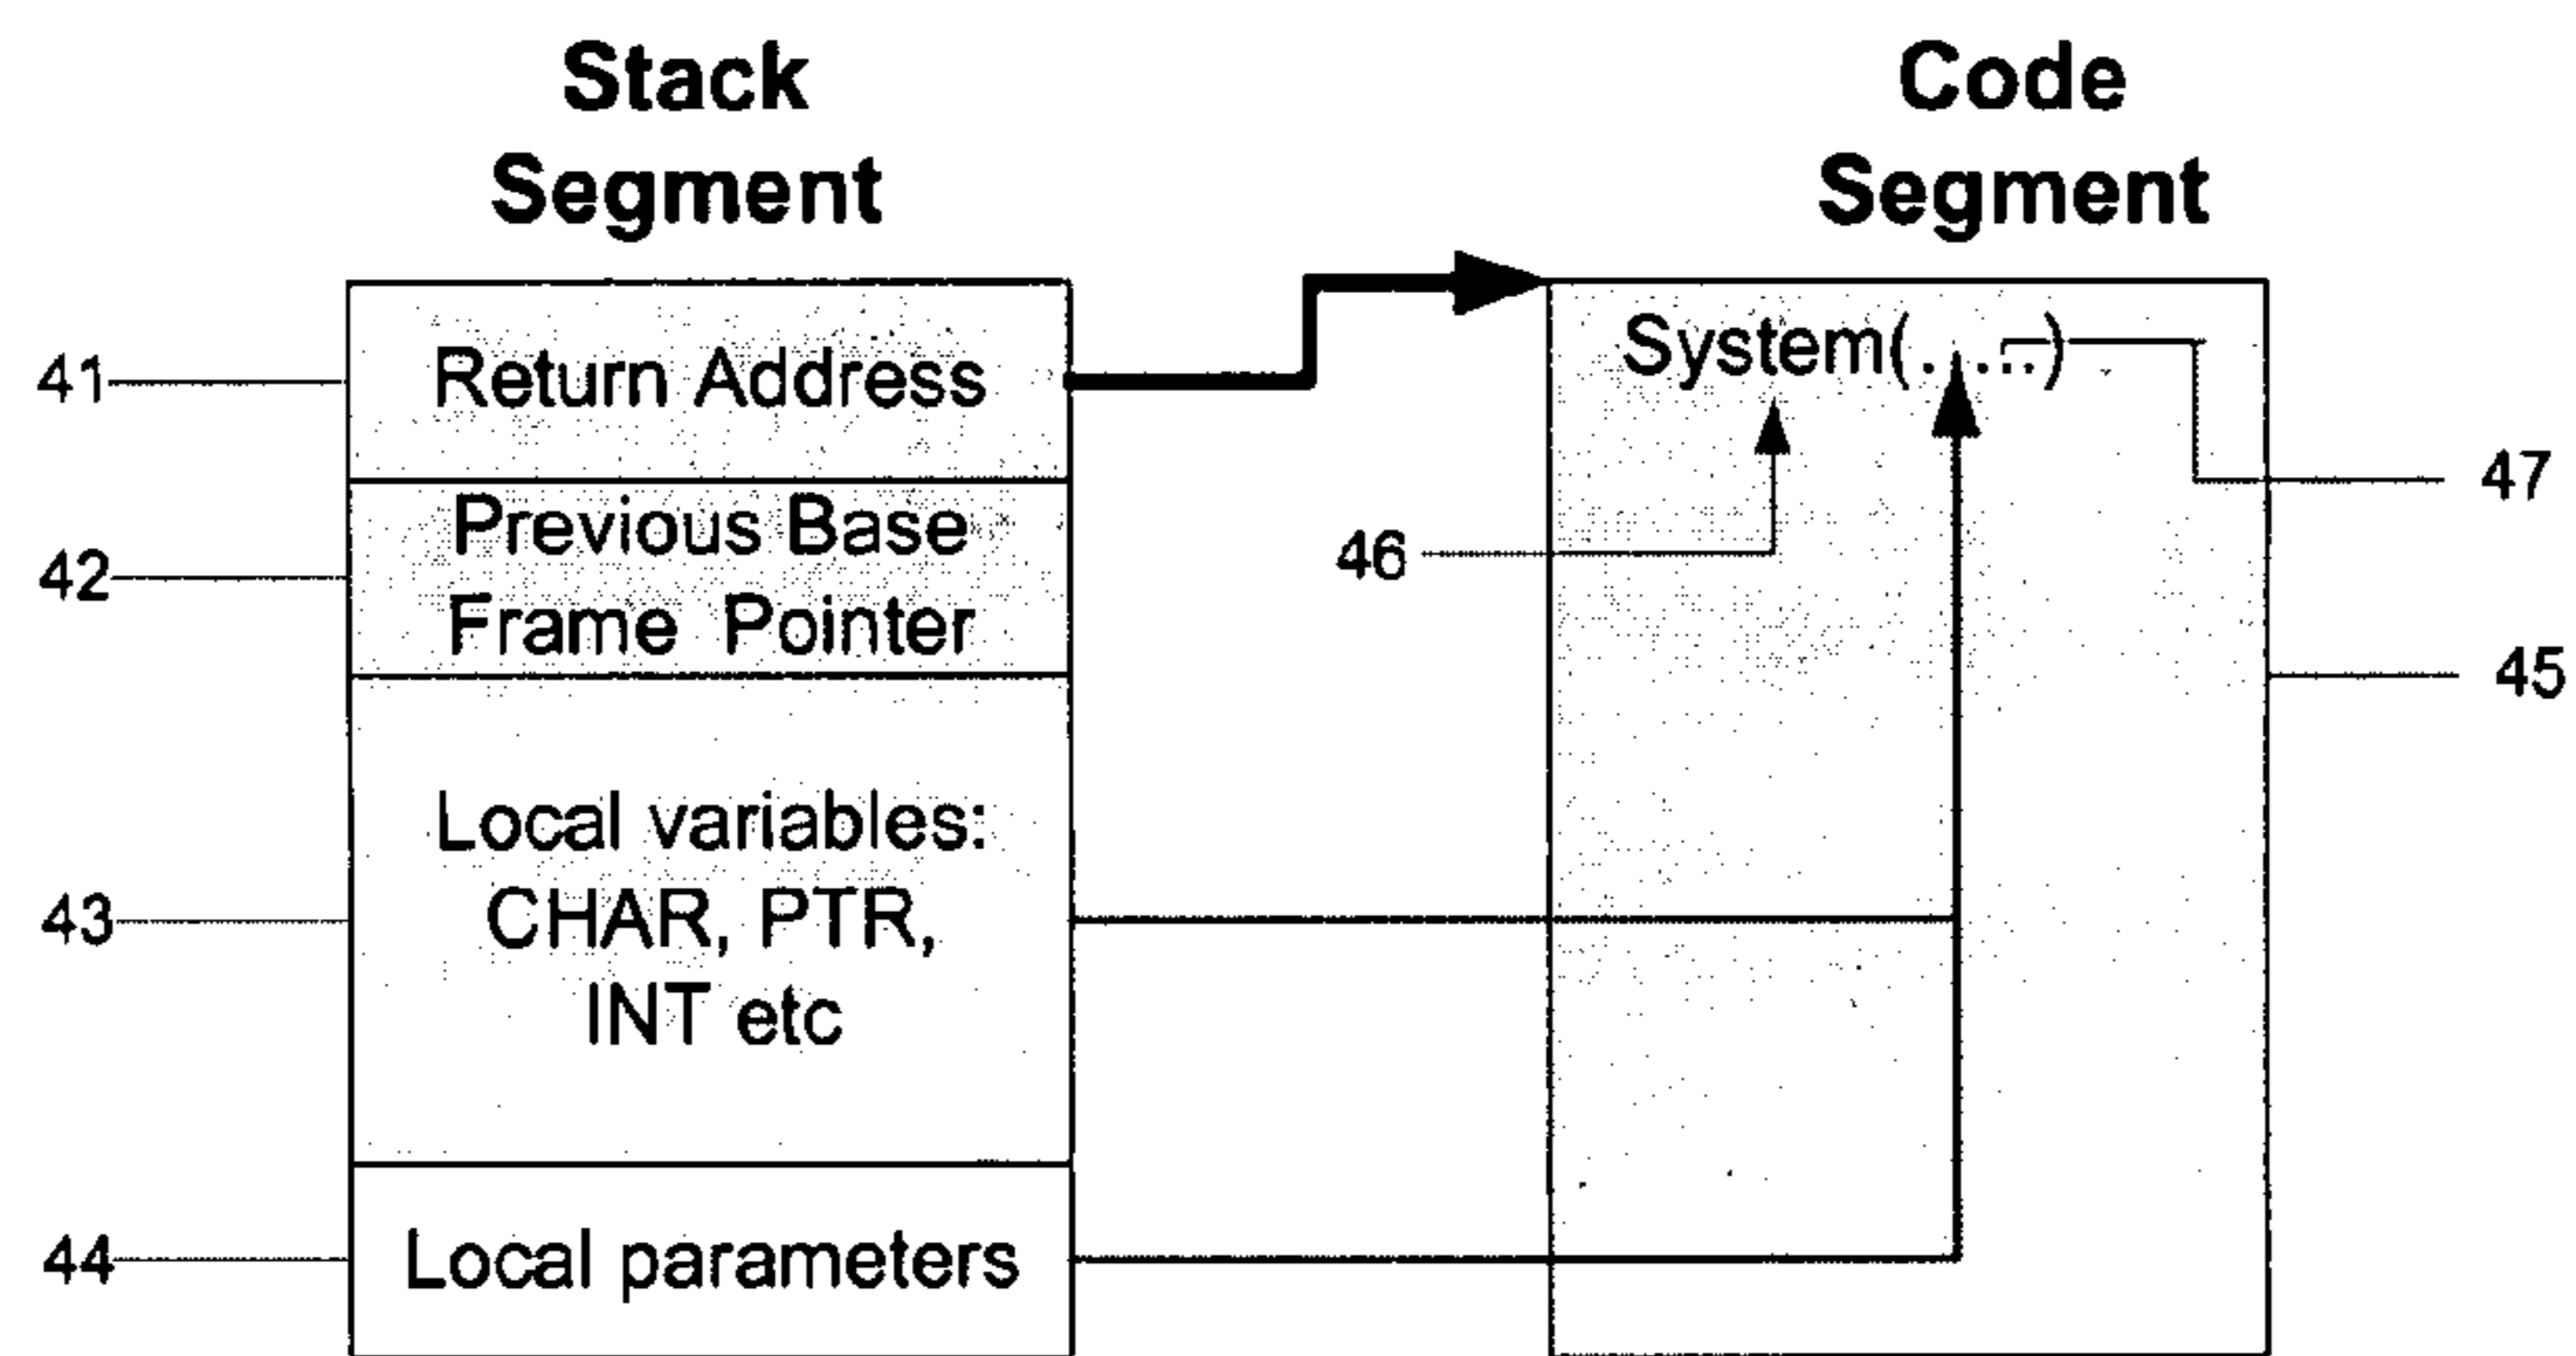 Stack
Segment
Code
Segment
41
Return Address
System(.....)
42
Previous Base
Frame Pointer
46
47
43
Local variables:
CHAR, PTR,
INT etc
45
44
Local parameters